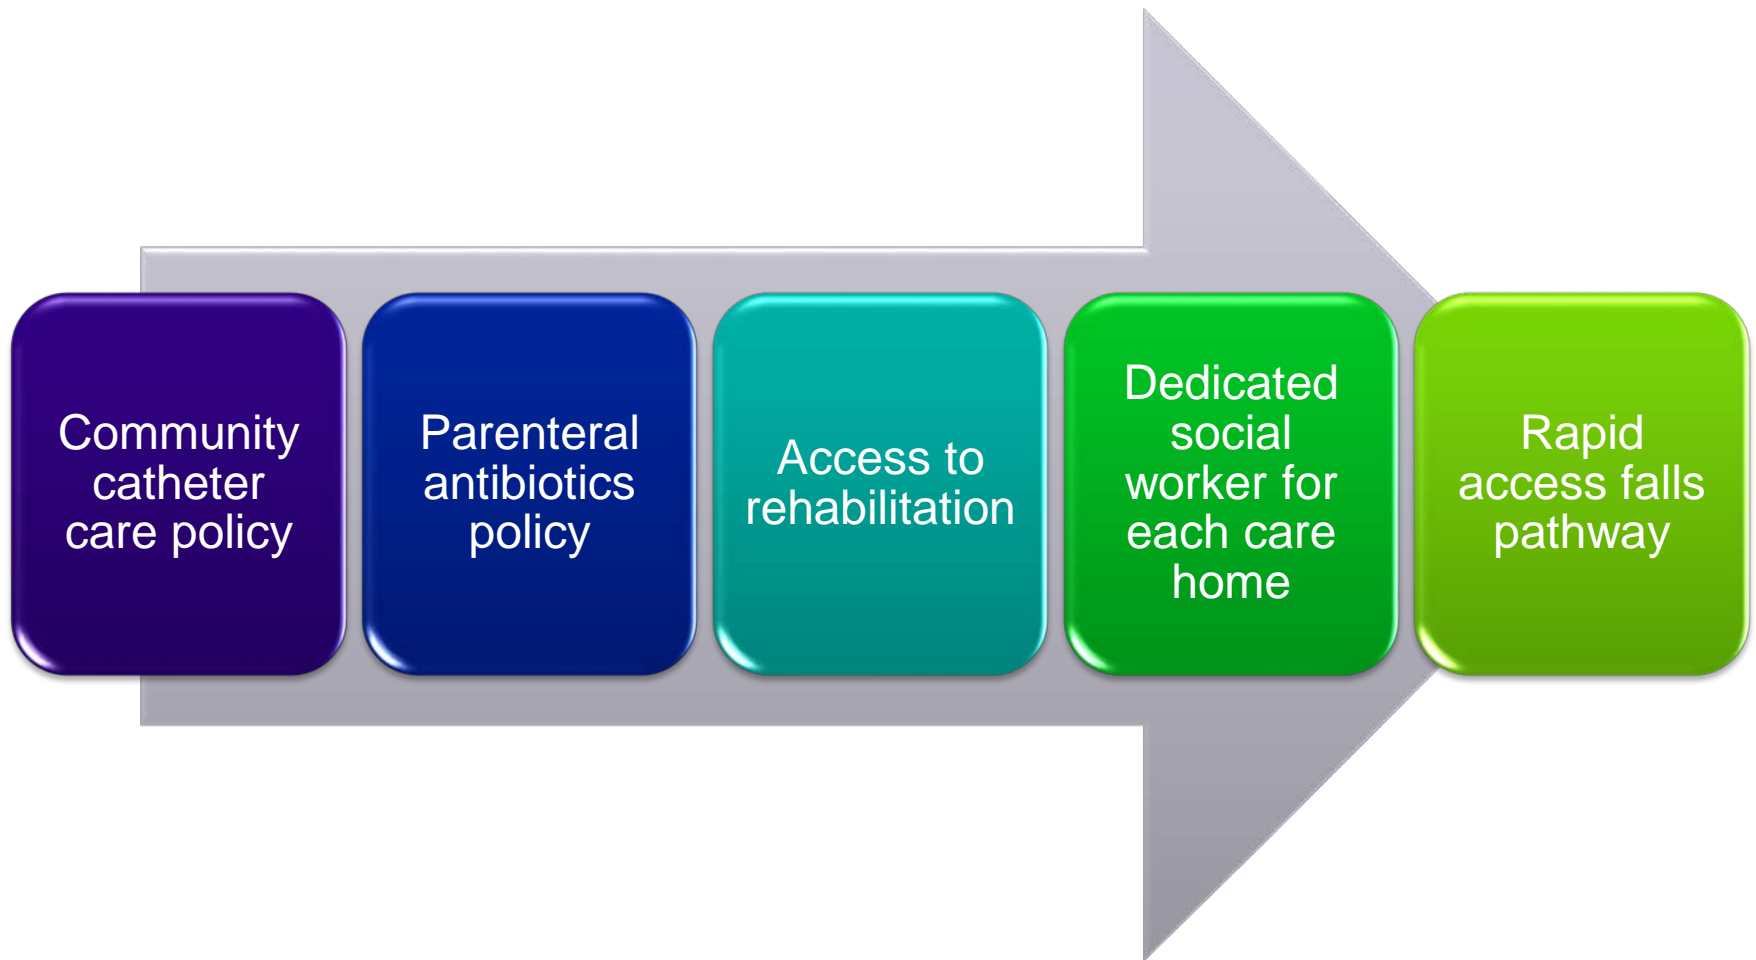 Community
catheter
care policy
Parenteral
antibiotics
policy
Access to
rehabilitation
Dedicated
social
worker for
each care
home
Rapid
access falls
pathway